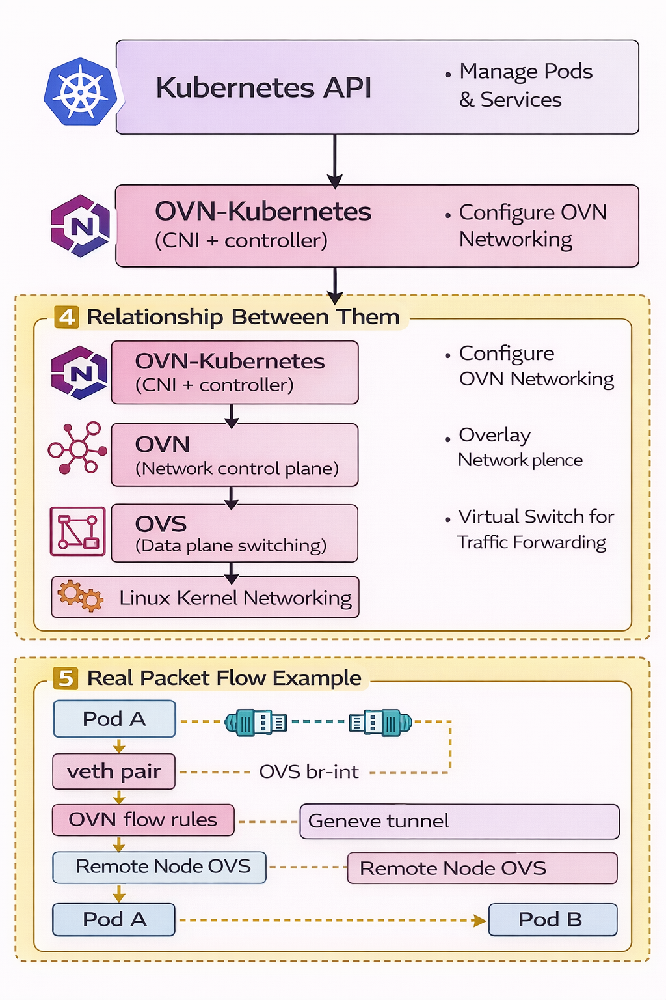 Kubernetes API
• Manage Pods
& Services
OVN-Kubernetes
(CNI + controller)
• Configure OVN
Networking
N
4 Relationship Between Them
N
OVN-Kubernetes
(CNI + controller)
• Configure
OVN Networking
OVN
(Network control plane)
• Overlay
Network plence
OVS
(Data plane switching)
• Virtual Switch for
Traffic Forwarding
Linux Kernel Networking
5 Real Packet Flow Example
Pod A
veth pair
OVS br-int
OVN flow rules
Geneve tunnel
Remote Node OVS
Remote Node OVS
Pod A
Pod B